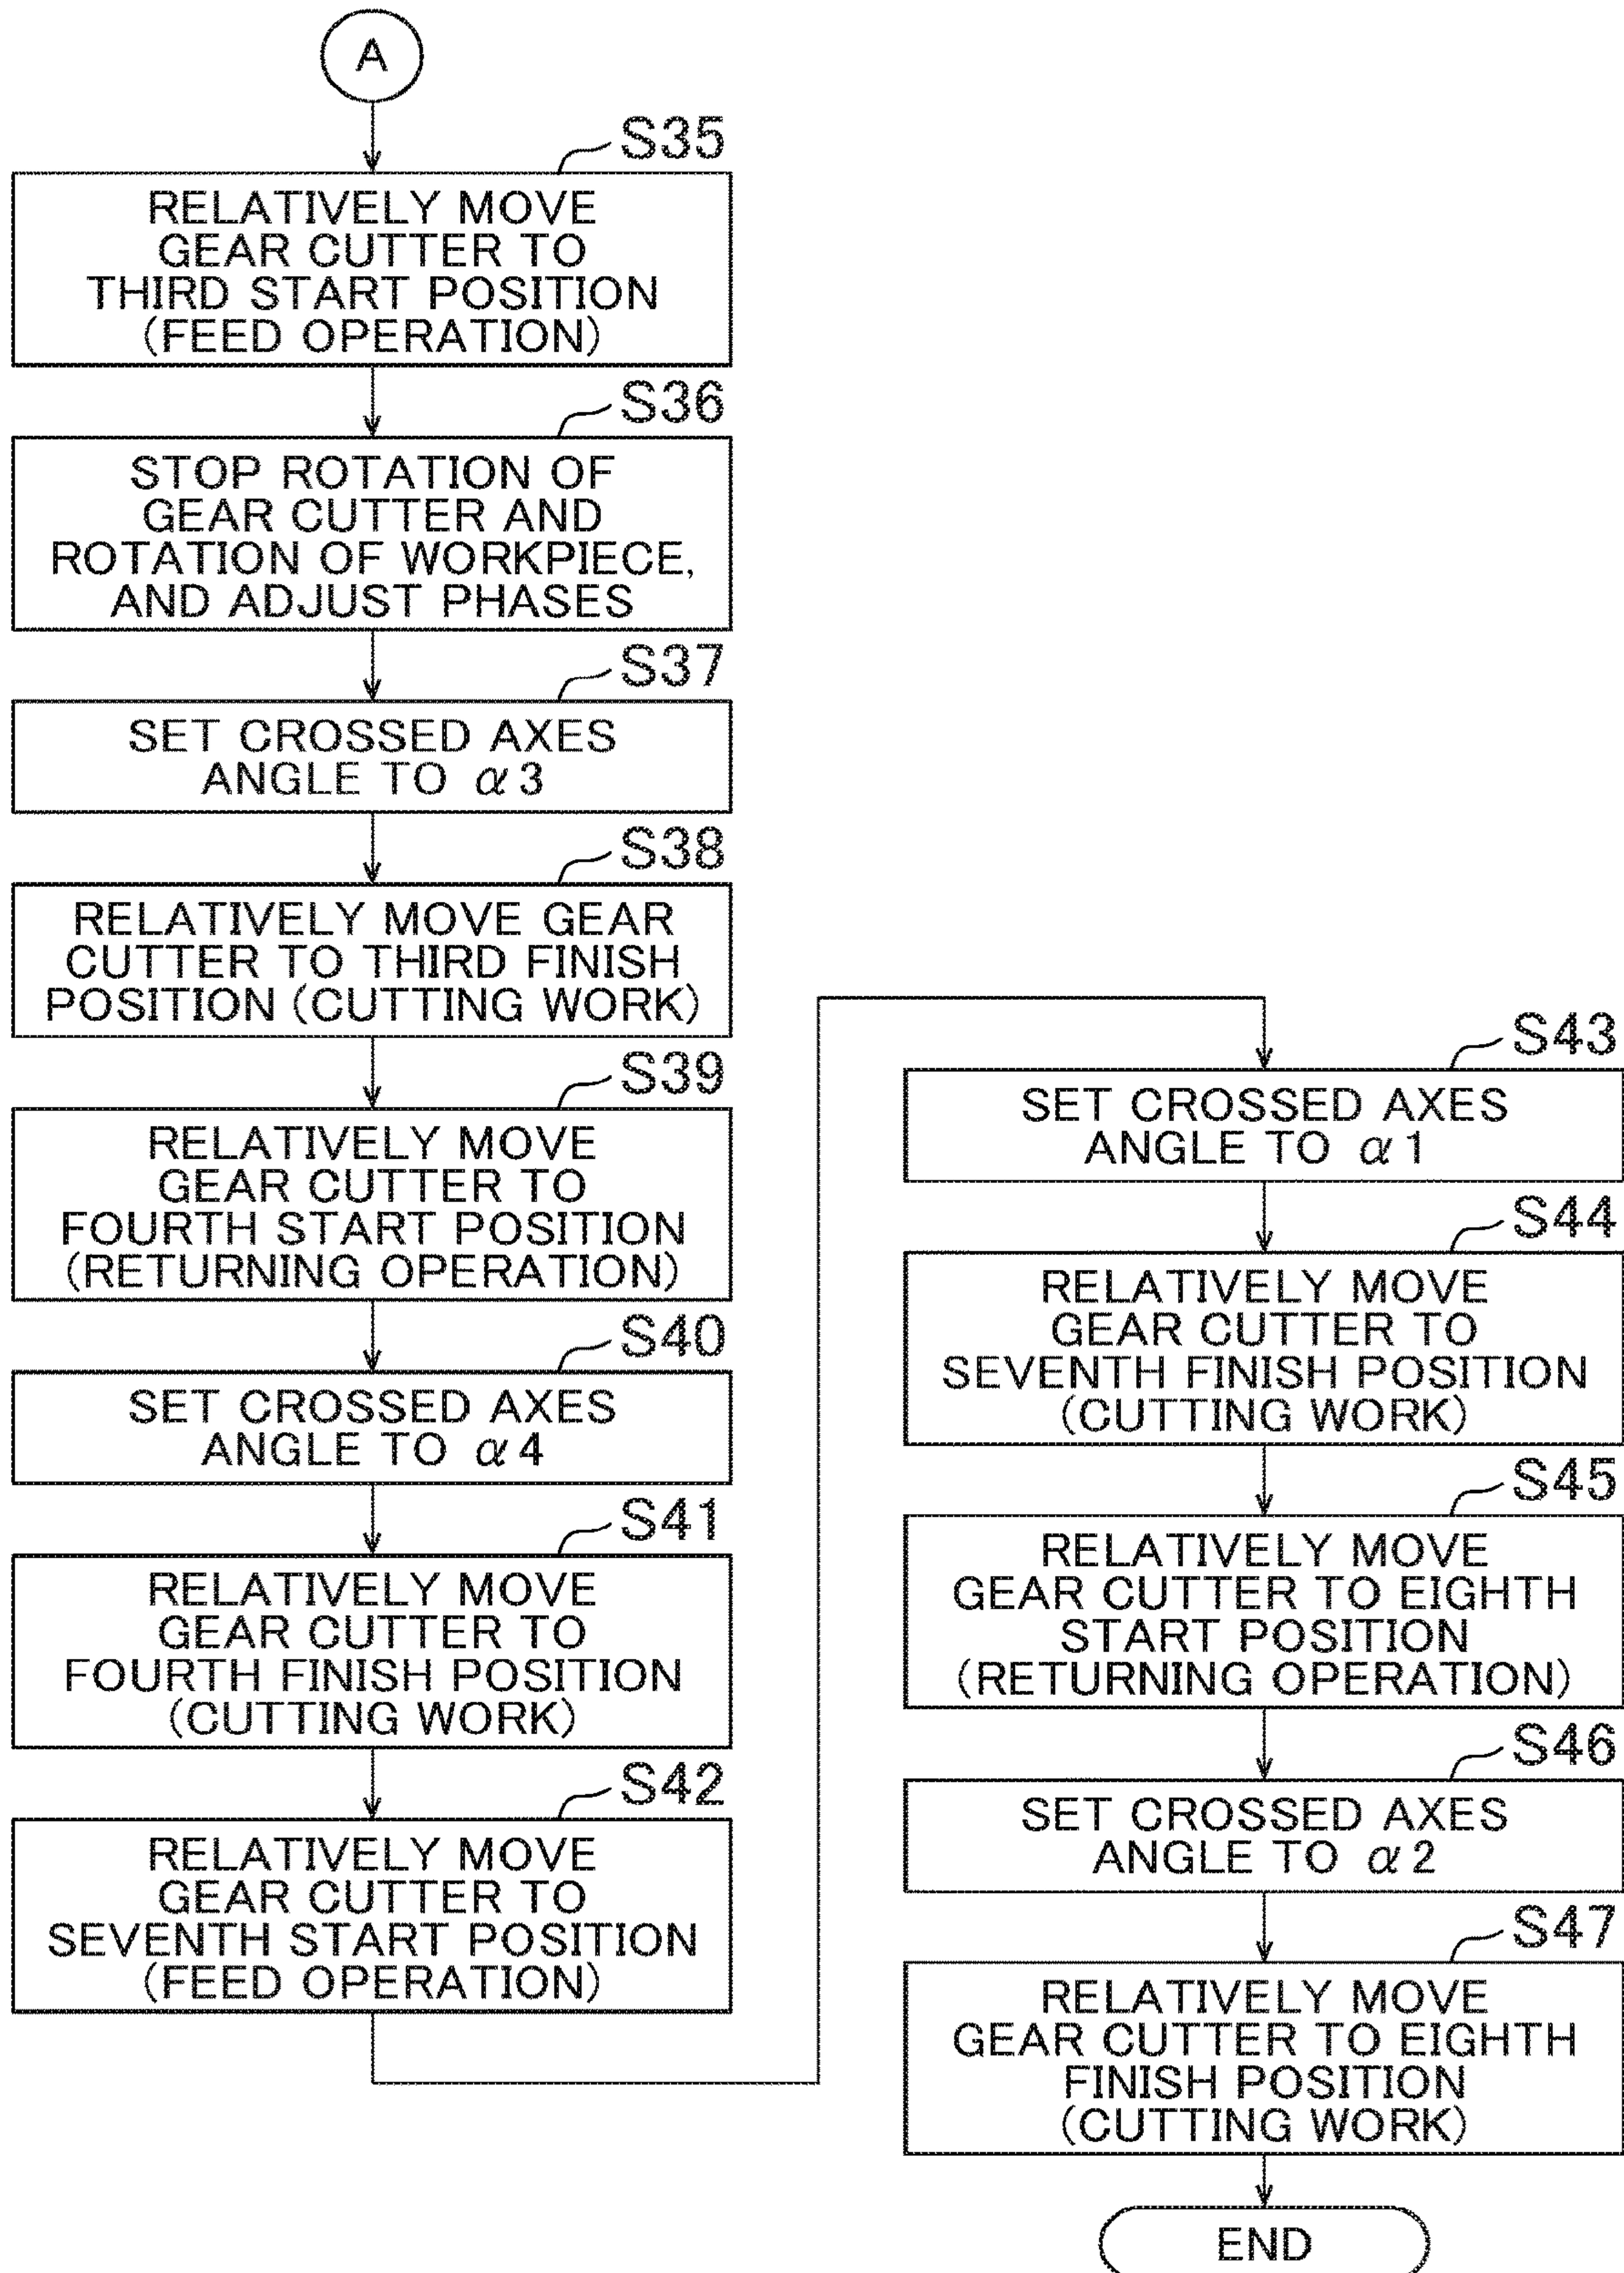 A
S35
RELATIVELY MOVE
GEAR CUTTER TO
THIRD START POSITION
(FEED OPERATION)
S36
STOP ROTATION OF
GEAR CUTTER AND
ROTATION OF WORKPIECE,
AND ADJUST PHASES
S37
SET CROSSED AXES
ANGLE TO α3
S38
RELATIVELY MOVE GEAR
CUTTER TO THIRD FINISH
POSITION (CUTTING WORK)
S39
RELATIVELY MOVE
GEAR CUTTER TO
FOURTH START POSITION
(RETURNING OPERATION)
S40
SET CROSSED AXES
ANGLE TO α4
S41
RELATIVELY MOVE
GEAR CUTTER TO
FOURTH FINISH POSITION
(CUTTING WORK)
S42
RELATIVELY MOVE
GEAR CUTTER TO
SEVENTH START POSITION
(FEED OPERATION)
S43
SET CROSSED AXES
ANGLE TO α1
S44
RELATIVELY MOVE
GEAR CUTTER TO
SEVENTH FINISH POSITION
(CUTTING WORK)
S45
RELATIVELY MOVE
GEAR CUTTER TO EIGHTH
START POSITION
(RETURNING OPERATION)
S46
SET CROSSED AXES
ANGLE TO α2
S47
RELATIVELY MOVE
GEAR CUTTER TO EIGHTH
FINISH POSITION
(CUTTING WORK)
END